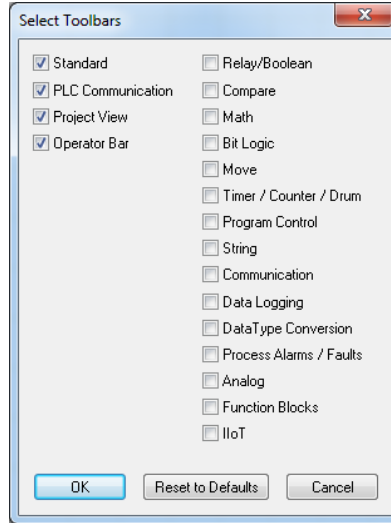 Select Toolbars
Standard
PLC Communication
Project View
Operator Bar
Relay/Boolean
Compare
Math
Bit Logic
Move
Timer / Counter / Drum
Program Control
String
Communication
Data Logging
DataType Conversion
Process Alarms / Faults
Analog
Function Blocks
IIoT
OK
Reset to Defaults
Cancel